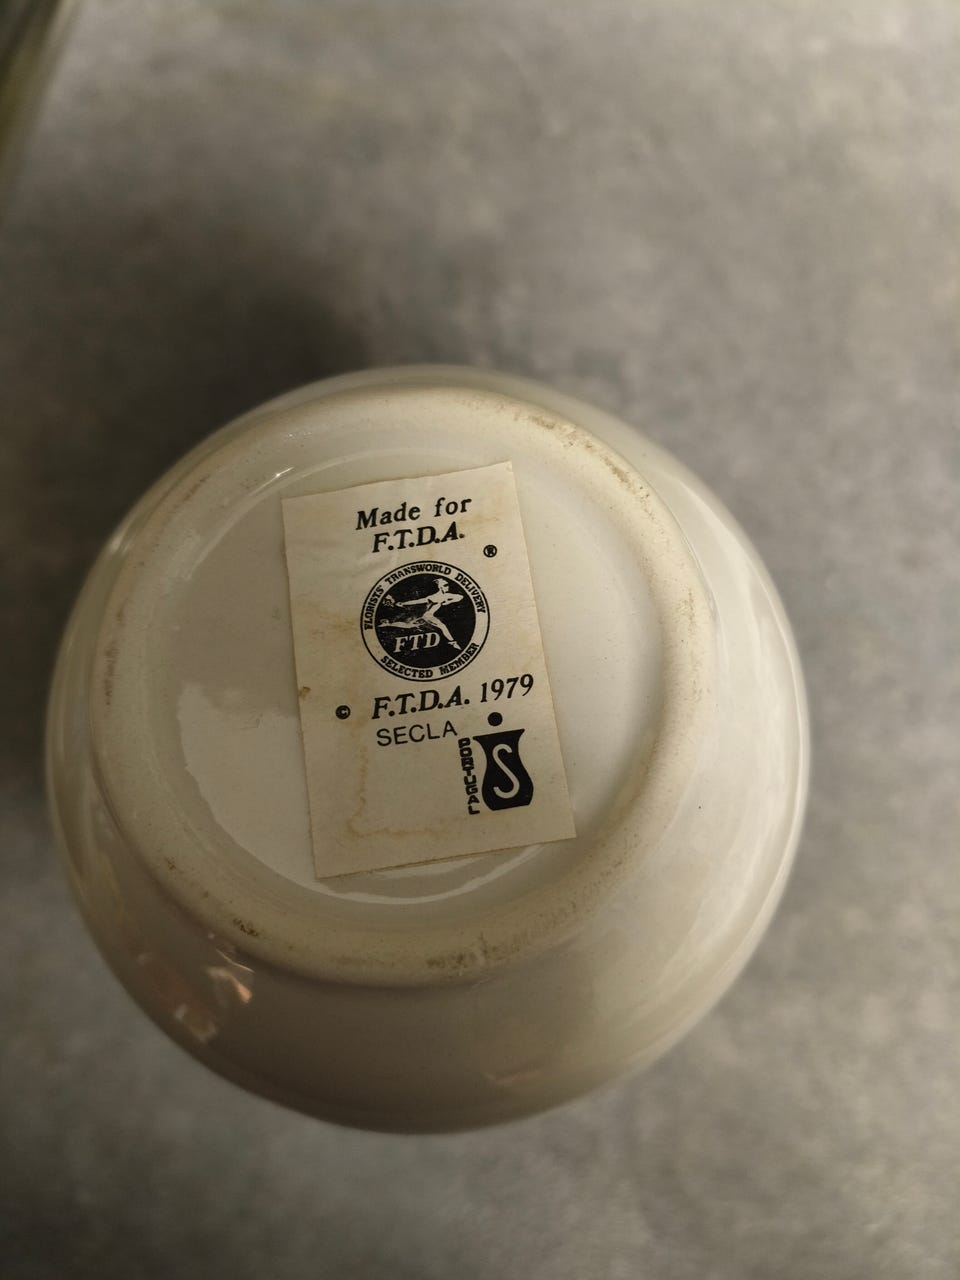 Made for
F.T.D.A.
®
FLORISTS' TRANSWORLD DELIVERY
FTD
SELECTED MEMBER
© F.T.D.A. 1979
SECLA
PORTUGAL
S